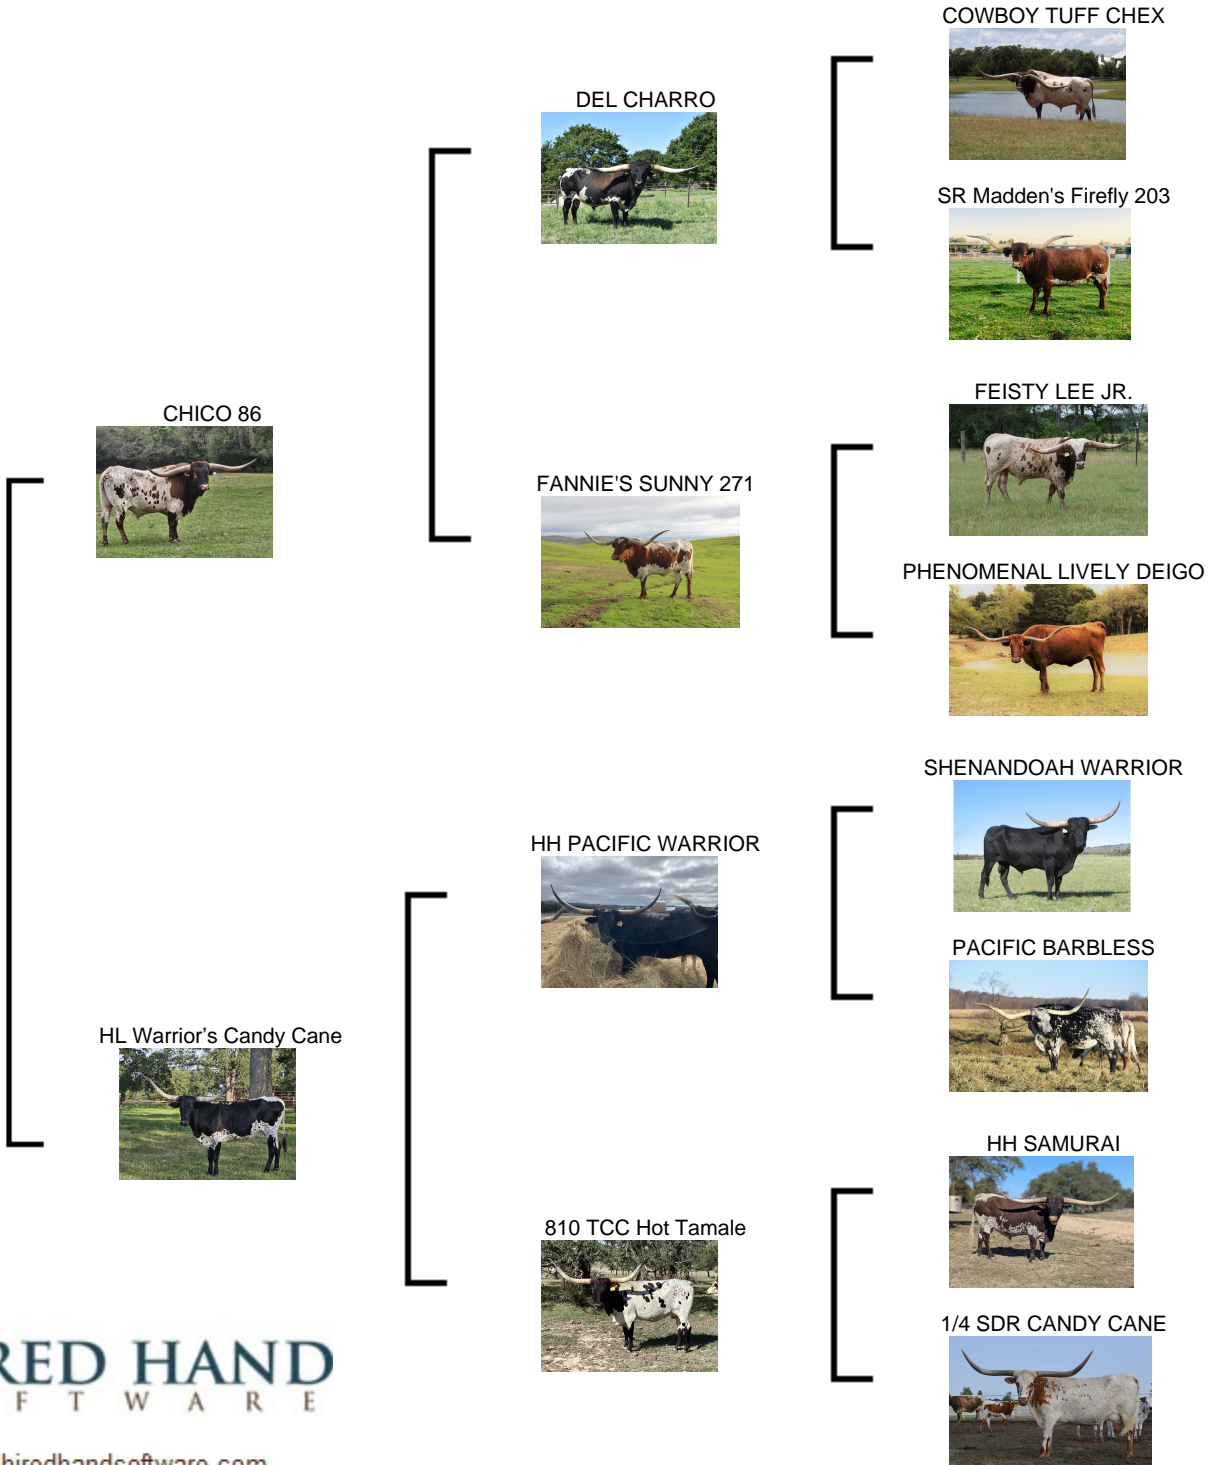 COWBOY TUFF CHEX
DEL CHARRO
SR Madden's Firefly 203
FEISTY LEE JR.
CHICO 86
FANNIE'S SUNNY 271
PHENOMENAL LIVELY DEIGO
SHENANDOAH WARRIOR
HH PACIFIC WARRIOR
PACIFIC BARBLESS
HL Warrior's Candy Cane
HH SAMURAI
810 TCC Hot Tamale
1/4 SDR CANDY CANE
RED HAND
F T W A R E
hiredhandsoftware.com